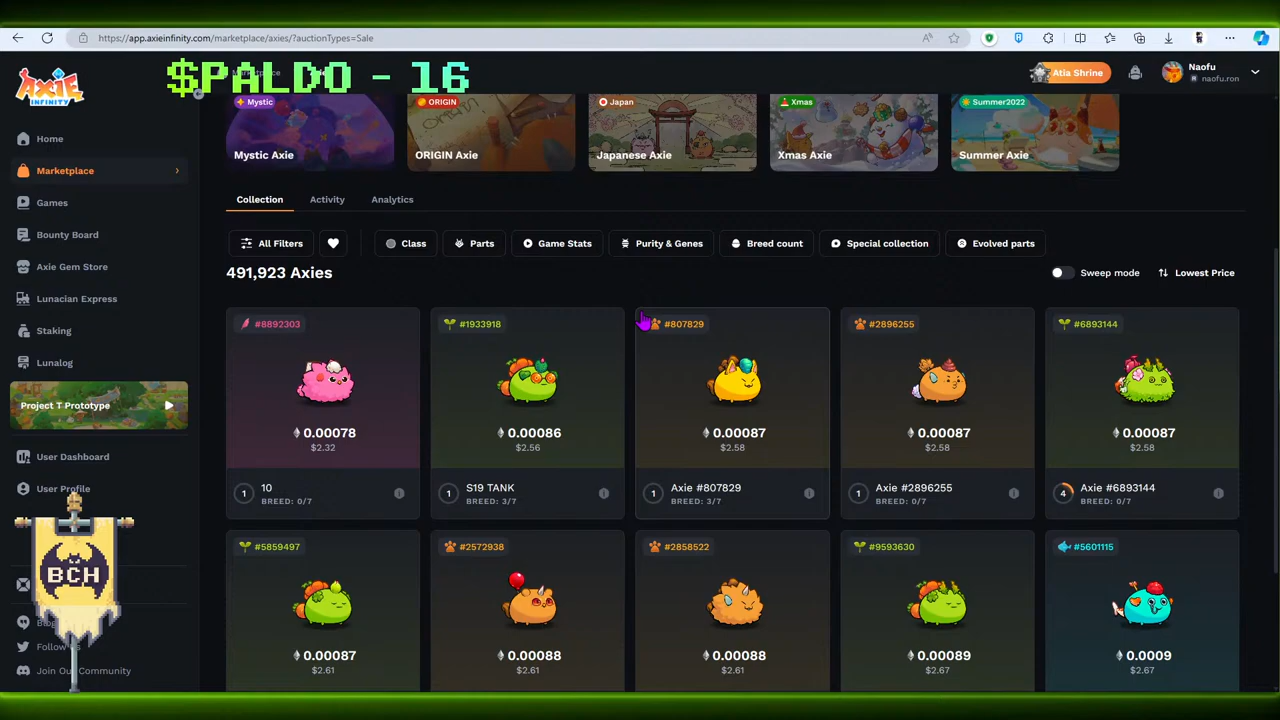 https://app.axieinfinity.com/marketplace/axies/?auctionTypes=Sale
$PALDO - 16
AXIE
INFINITY
Atia Shrine
Naofu
naofu.ron
Home
Marketplace
Games
Bounty Board
Axie Gem Store
Lunacian Express
Staking
Lunalog
Project T Prototype
User Dashboard
User Profile
BCH
Follow
Join Our Community
Mystic
Mystic Axie
ORIGIN
ORIGIN Axie
Japan
Japanese Axie
Xmas
Xmas Axie
Summer2022
Summer Axie
Collection
Activity
Analytics
All Filters
Class
Parts
Game Stats
Purity & Genes
Breed count
Special collection
Evolved parts
491,923 Axies
Sweep mode
Lowest Price
#8892303
0.00078
$2.32
1
10
BREED: 0/7
#1933918
0.00086
$2.56
1
S19 TANK
BREED: 3/7
#807829
0.00087
$2.58
1
Axie #807829
BREED: 3/7
#2896255
0.00087
$2.58
1
Axie #2896255
BREED: 0/7
#6893144
0.00087
$2.58
4
Axie #6893144
BREED: 0/7
#5859497
0.00087
$2.61
#2572938
0.00088
$2.61
#2858522
0.00088
$2.61
#9593630
0.00089
$2.67
#5601115
0.0009
$2.67